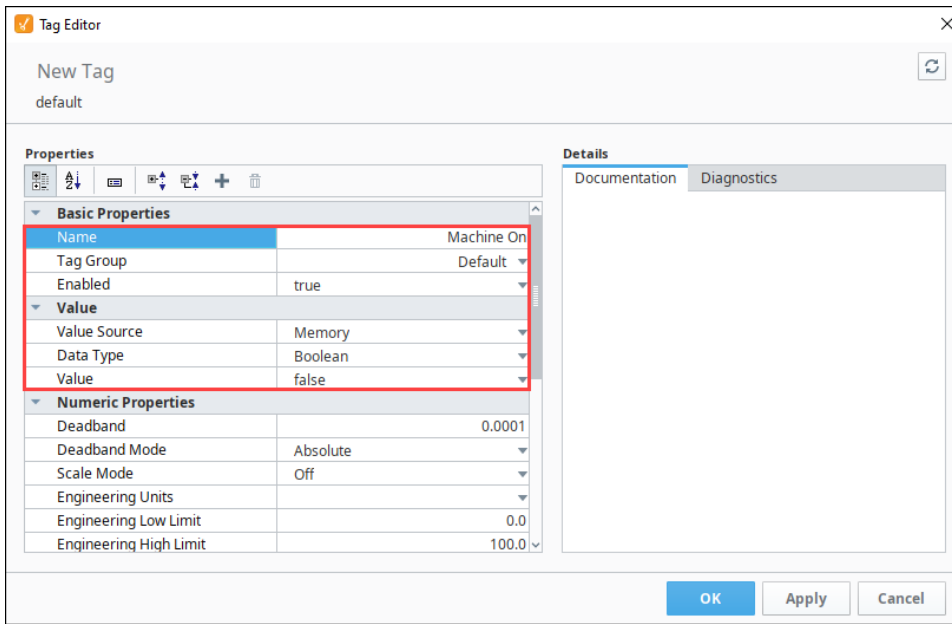 Tag Editor
New Tag
default
Properties
Details
Documentation Diagnostics
Basic Properties
Name Machine On
Tag Group Default
Enabled true
Value
Value Source Memory
Data Type Boolean
Value false
Numeric Properties
Deadband 0.0001
Deadband Mode Absolute
Scale Mode Off
Engineering Units
Engineering Low Limit 0.0
Engineering High Limit 100.0
OK Apply Cancel